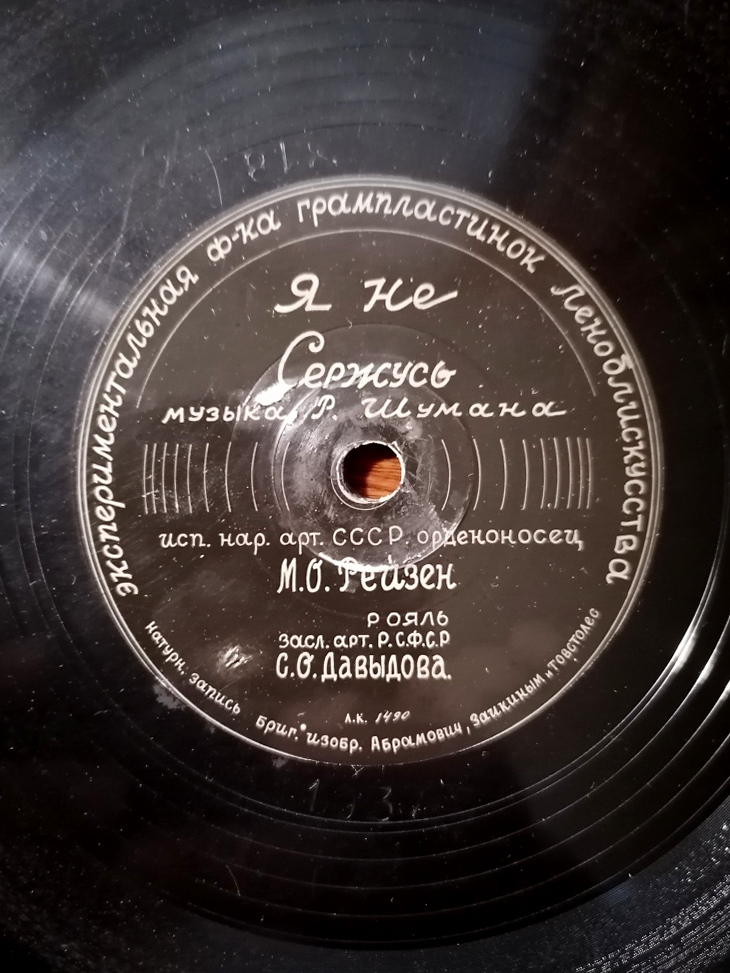 экспериментальная ф-ка грампластинок Леноблискусства
Я не
Сержусь
музыка Р. Шумана
исп. нар. арт. СССР. орденоносец
М.О. Рейзен
рояль
засл. арт. Р.С.Ф.С.Р
С.О. Давыдова.
Л.К. 1490
натурн. запись бриг. изобр. Абрамович, Заикиным и Товстолес